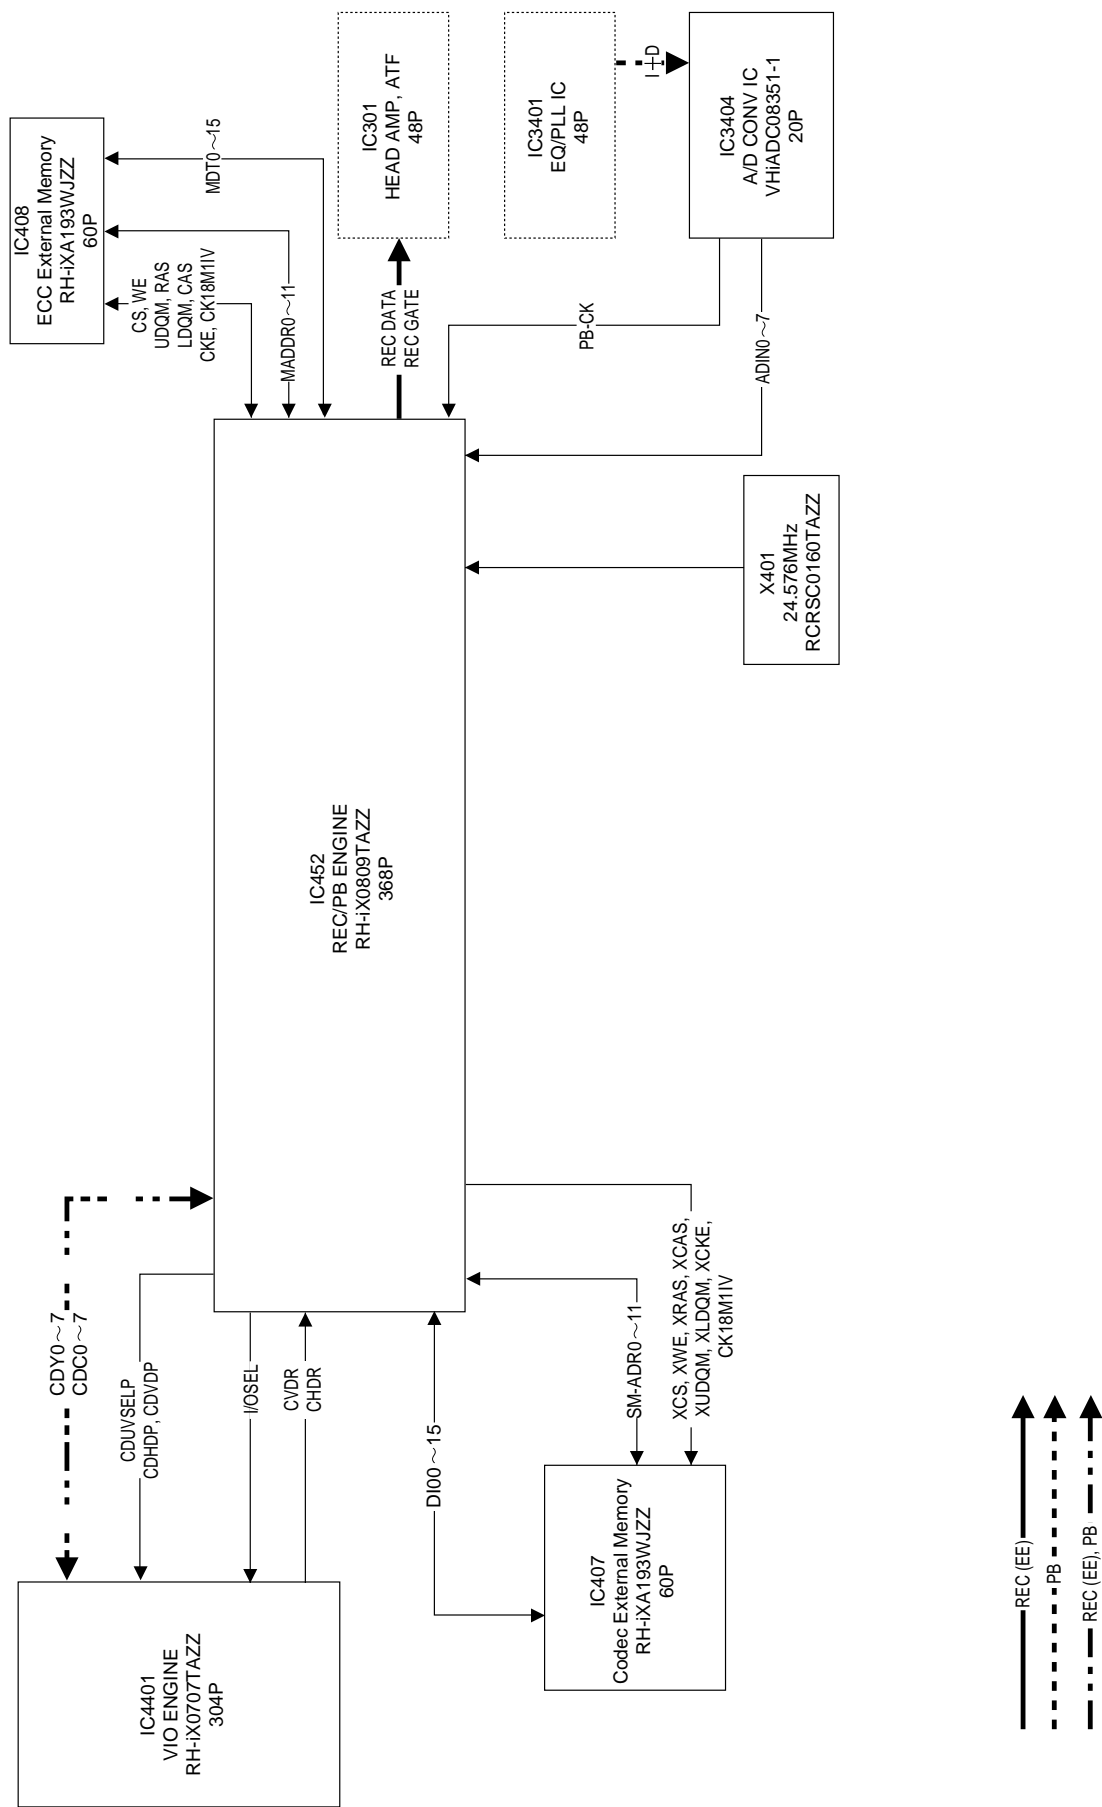 IC4401
VIO ENGINE
RH-iX0707TAZZ
304P
CDY0～7
CDC0～7
CDUVSELP
CDHDP, CDVDP
I/OSEL
CVDR
CHDR
DI00～15
IC407
Codec External Memory
RH-iXA193WJZZ
60P
SM-ADR0～11
XCS, XWE, XRAS, XCAS,
XUDQM, XLDQM, XCKE,
CK18M1IV
IC452
REC/PB ENGINE
RH-iX0809TAZZ
368P
IC408
ECC External Memory
RH-iXA193WJZZ
60P
CS, WE
UDQM, RAS
LDQM, CAS
CKE, CK18M1IV
MADDR0～11
MDT0～15
REC DATA
REC GATE
IC301
HEAD AMP, ATF
48P
IC3401
EQ/PLL IC
48P
I+D
IC3404
A/D CONV IC
VHiADC08351-1
20P
PB-CK
ADIN0～7
X401
24.576MHz
RCRSC0160TAZZ
REC (EE)
PB
REC (EE), PB